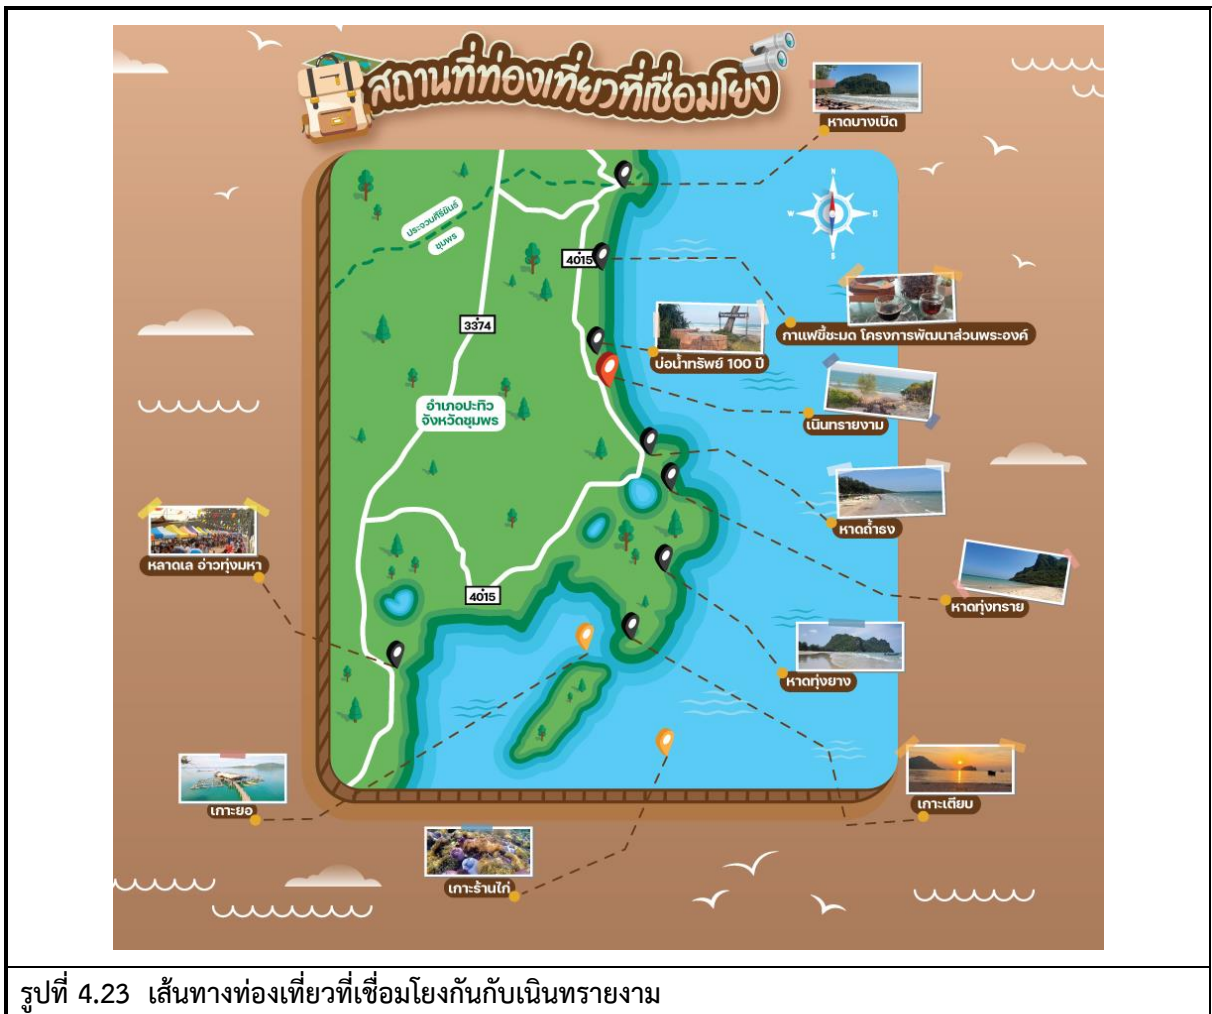 สถานที่ท่องเที่ยวที่เชื่อมโยง
หาดบางเบิด
N
W
E
S
ประจวบคีรีขันธ์
ชุมพร
4015
กาแฟขี้ชะมด โครงการพัฒนาส่วนพระองค์
3374
บ่อน้ำทรัพย์ 100 ปี
อำเภอปะทิว
จังหวัดชุมพร
เนินทรายงาม
หาดถ้ำธง
หลาดเล อ่าวทุ่งมหา
4015
หาดทุ่งทราย
หาดทุ่งยาง
เกาะยอ
เกาะเตียบ
เกาะร้านไก่
รูปที่ 4.23 เส้นทางท่องเที่ยวที่เชื่อมโยงกันกับเนินทรายงาม